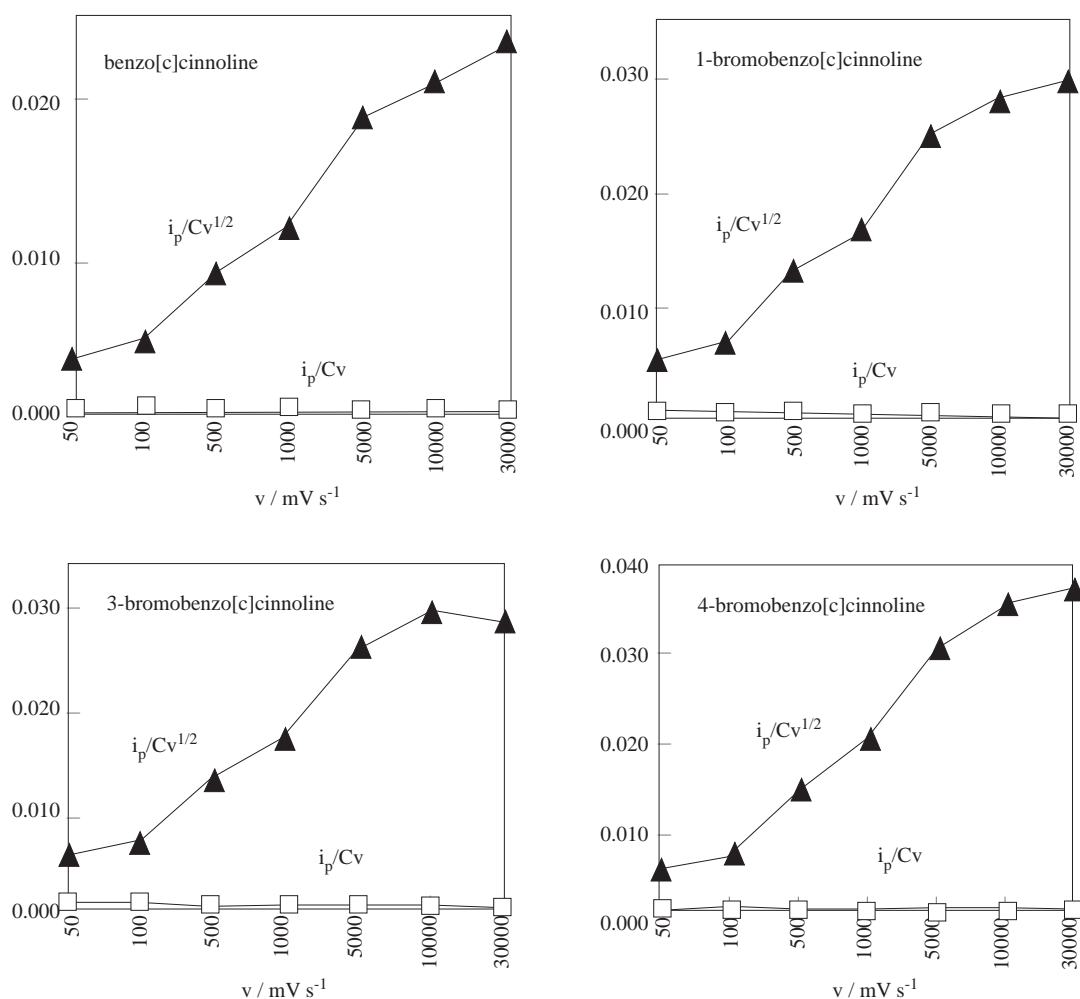 benzo[c]cinnoline
0.020
0.010
0.000
i_p/Cv^1/2
i_p/Cv
50 100 500 1000 5000 10000 30000
v / mV s^-1
1-bromobenzo[c]cinnoline
0.030
0.020
0.010
0.000
i_p/Cv^1/2
i_p/Cv
50 100 500 1000 5000 10000 30000
v / mV s^-1
3-bromobenzo[c]cinnoline
0.030
0.020
0.010
0.000
i_p/Cv^1/2
i_p/Cv
50 100 500 1000 5000 10000 30000
v / mV s^-1
4-bromobenzo[c]cinnoline
0.040
0.030
0.020
0.010
0.000
i_p/Cv^1/2
i_p/Cv
50 100 500 1000 5000 10000 30000
v / mV s^-1